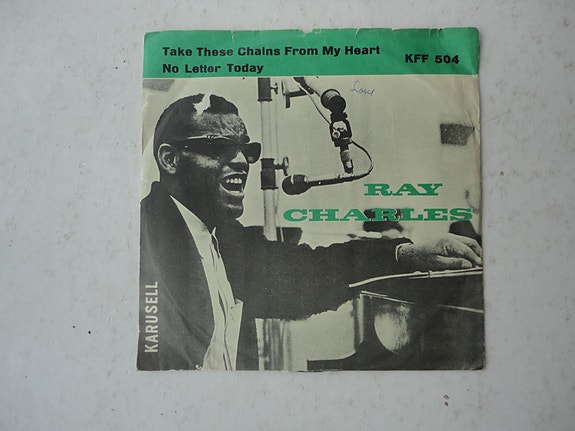 Take These Chains From My Heart
No Letter Today
KFF 504
RAY
CHARLES
KARUSELL